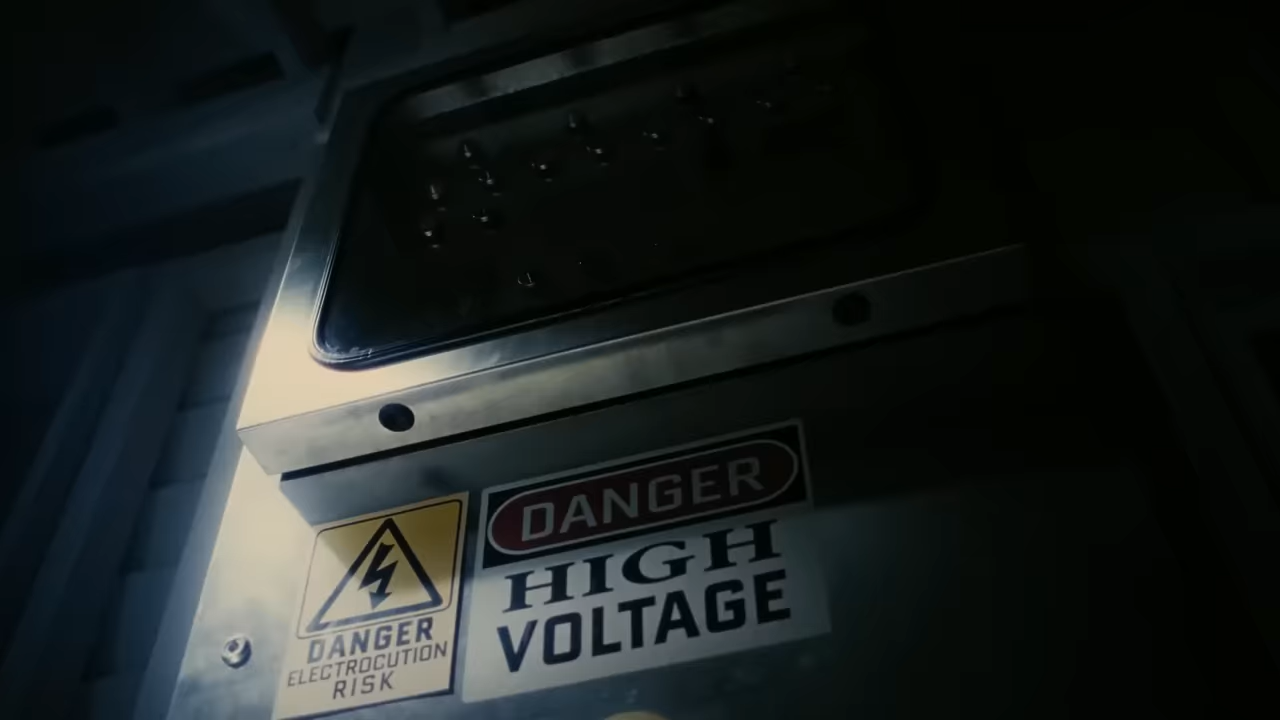 DANGER
HIGH
VOLTAGE
DANGER
ELECTROCUTION
RISK